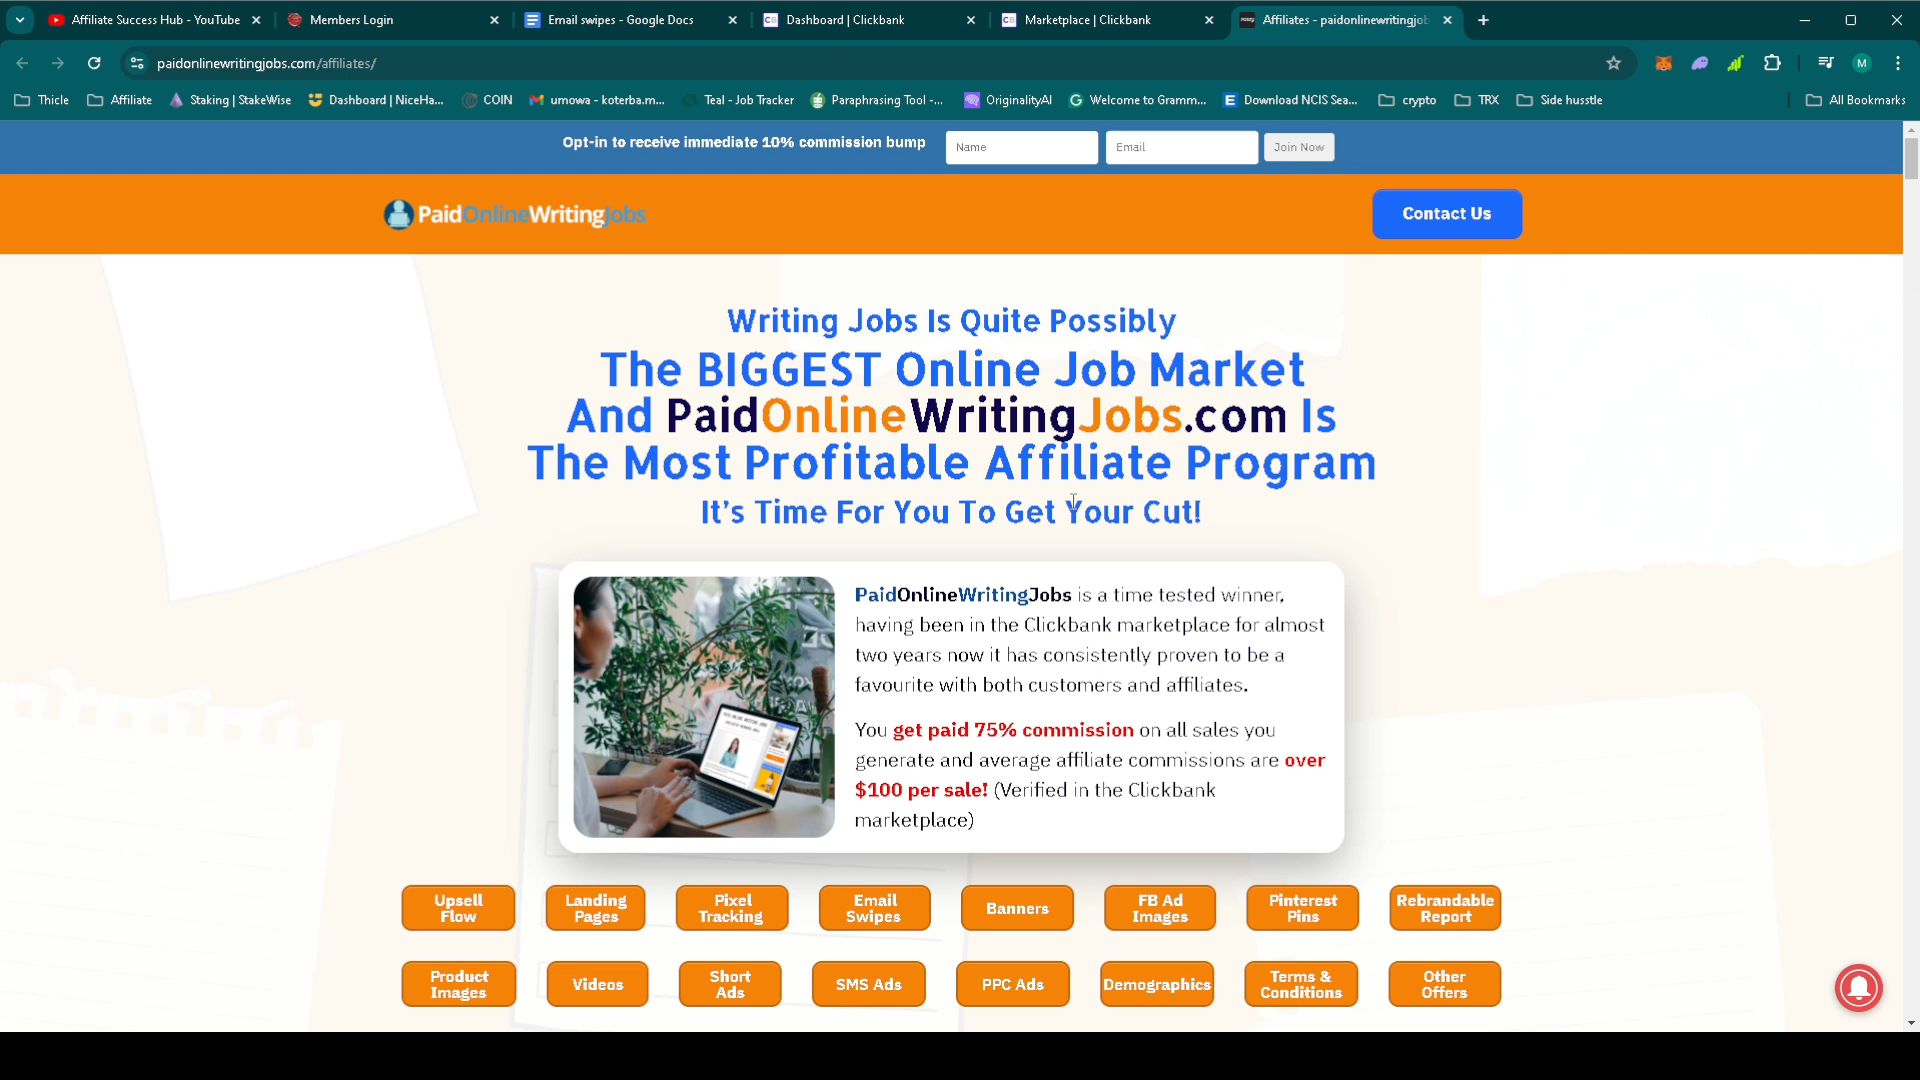 Affiliate Success Hub - YouTube
Members Login
Email swipes - Google Docs
Dashboard | Clickbank
Marketplace | Clickbank
Affiliates - paidonlinewritingjob
paidonlinewritingjobs.com/affiliates/
M
Thicle
Affiliate
Staking | StakeWise
Dashboard | NiceHa...
COIN
umowa - koterba.m...
Teal - Job Tracker
Paraphrasing Tool -...
OriginalityAI
Welcome to Gramm...
Download NCIS Sea...
crypto
TRX
Side husstle
All Bookmarks
Opt-in to receive immediate 10% commission bump
Name
Email
Join Now
PaidOnlineWritingJobs
Contact Us
Writing Jobs Is Quite Possibly
The BIGGEST Online Job Market
And PaidOnlineWritingJobs.com Is
The Most Profitable Affiliate Program
It's Time For You To Get Your Cut!
PaidOnlineWritingJobs is a time tested winner,
having been in the Clickbank marketplace for almost
two years now it has consistently proven to be a
favourite with both customers and affiliates.
You get paid 75% commission on all sales you
generate and average affiliate commissions are over
$100 per sale! (Verified in the Clickbank
marketplace)
Upsell
Flow
Landing
Pages
Pixel
Tracking
Email
Swipes
Banners
FB Ad
Images
Pinterest
Pins
Rebrandable
Report
Product
Images
Videos
Short
Ads
SMS Ads
PPC Ads
Demographics
Terms &
Conditions
Other
Offers